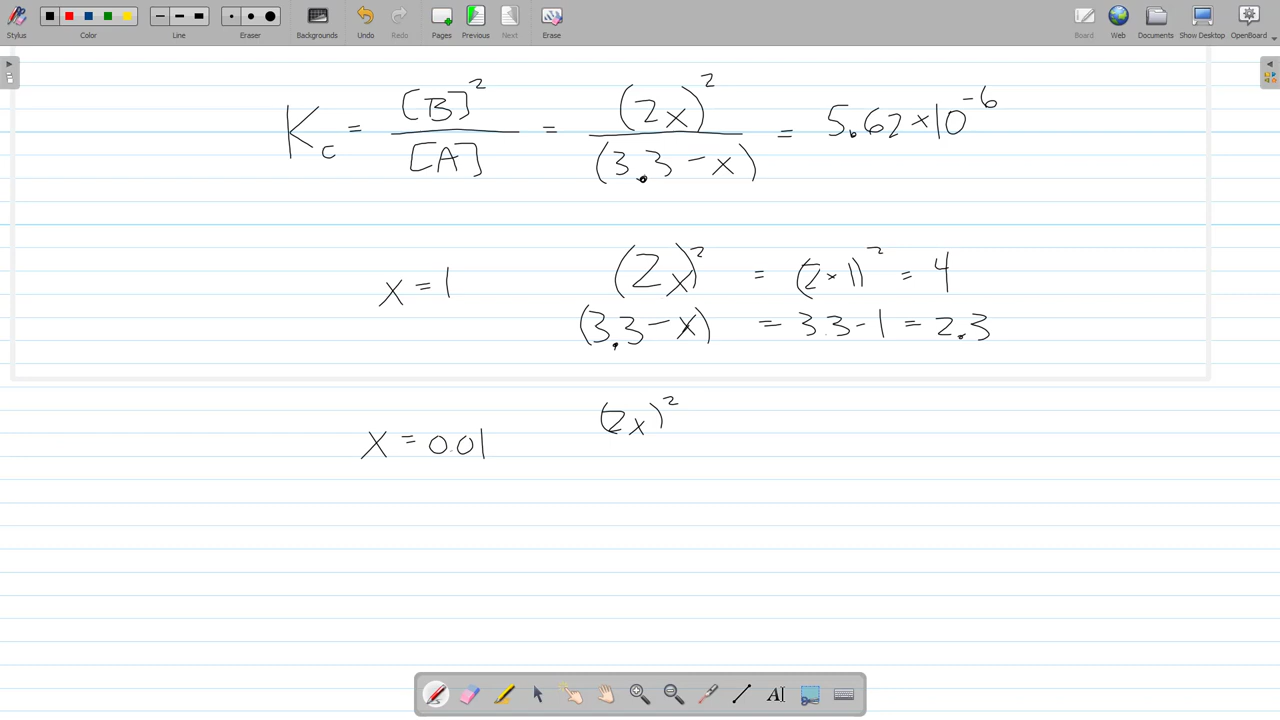 Stylus Color Line Eraser Backgrounds Undo Redo Pages Previous Next Erase Board Web Documents Show Desktop OpenBoard
Kc = [B]² / [A] = (2x)² / (3.3 - x) = 5.62 × 10⁻⁶
x = 1 (2x)² = (2×1)² = 4
(3.3 - x) = 3.3 - 1 = 2.3
x = 0.01 (2x)²
AI